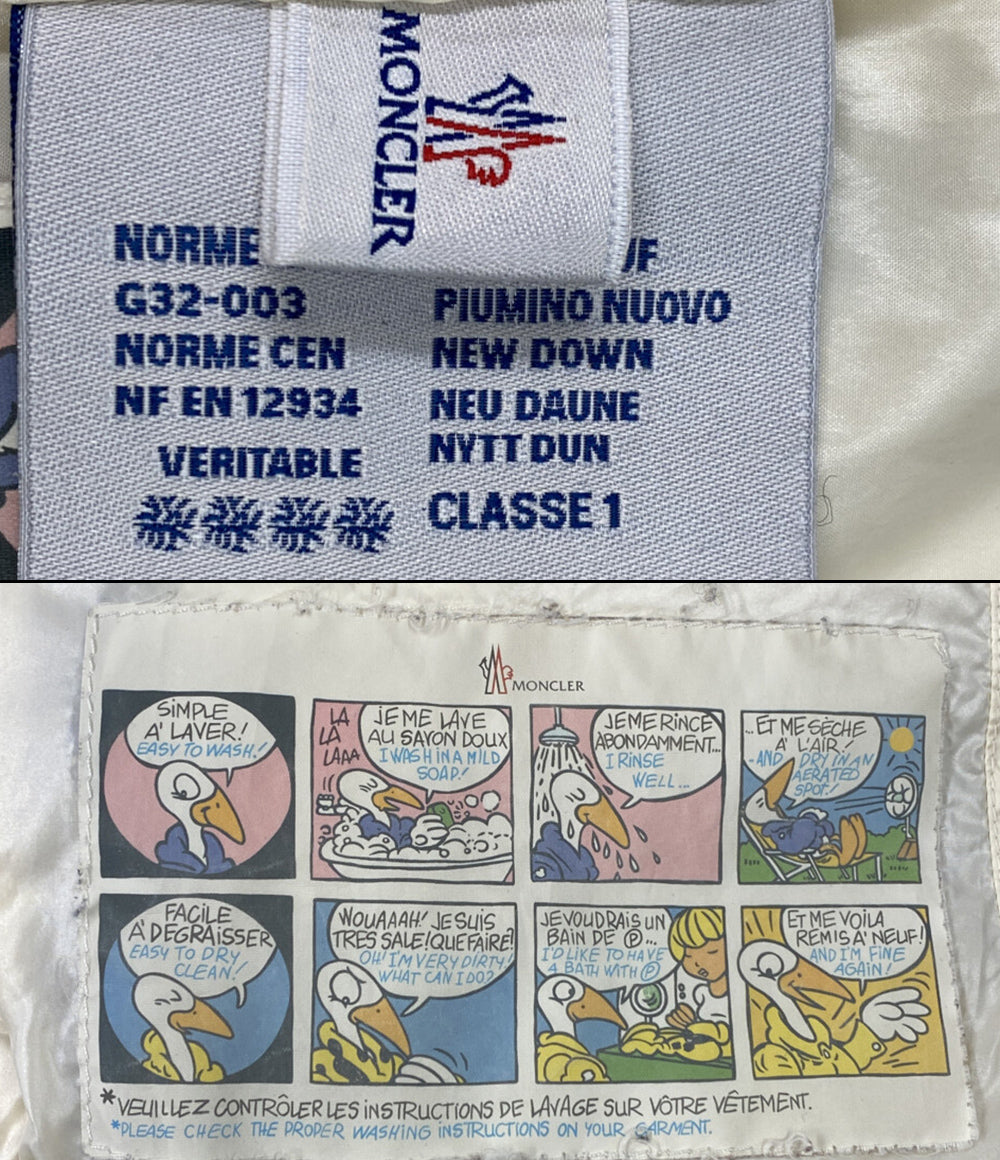 MONCLER
NORME
G32-003
NORME CEN
NF EN 12934
VERITABLE
PIUMINO NUOVO
NEW DOWN
NEU DAUNE
NYTT DUN
CLASSE 1
MONCLER
SIMPLE
A' LAVER!
EASY TO WASH!
LA
LA
LAAA
JE ME LAVE
AU SAVON DOUX
I WASH IN A MILD
SOAP!
JE ME RINCE
ABONDAMMENT...
I RINSE
WELL...
...ET ME SÈCHE
A' L'AIR!
-AND DRY IN AN
AERATED
SPOT!
FACILE
A' DEGRAISSER
EASY TO DRY
CLEAN!
WOUAAAH! JE SUIS
TRES SALE! QUE FAIRE?
OH! I'M VERY DIRTY!
WHAT CAN I DO?
JE VOUDRAIS UN
BAIN DE Ⓟ...
I'D LIKE TO HAVE
A BATH WITH Ⓟ
ET ME VOILA
REMIS A' NEUF!
AND I'M FINE
AGAIN!
*VEUILLEZ CONTRÔLER LES INSTRUCTIONS DE LAVAGE SUR VÔTRE VÊTEMENT.
*PLEASE CHECK THE PROPER WASHING INSTRUCTIONS ON YOUR GARMENT.